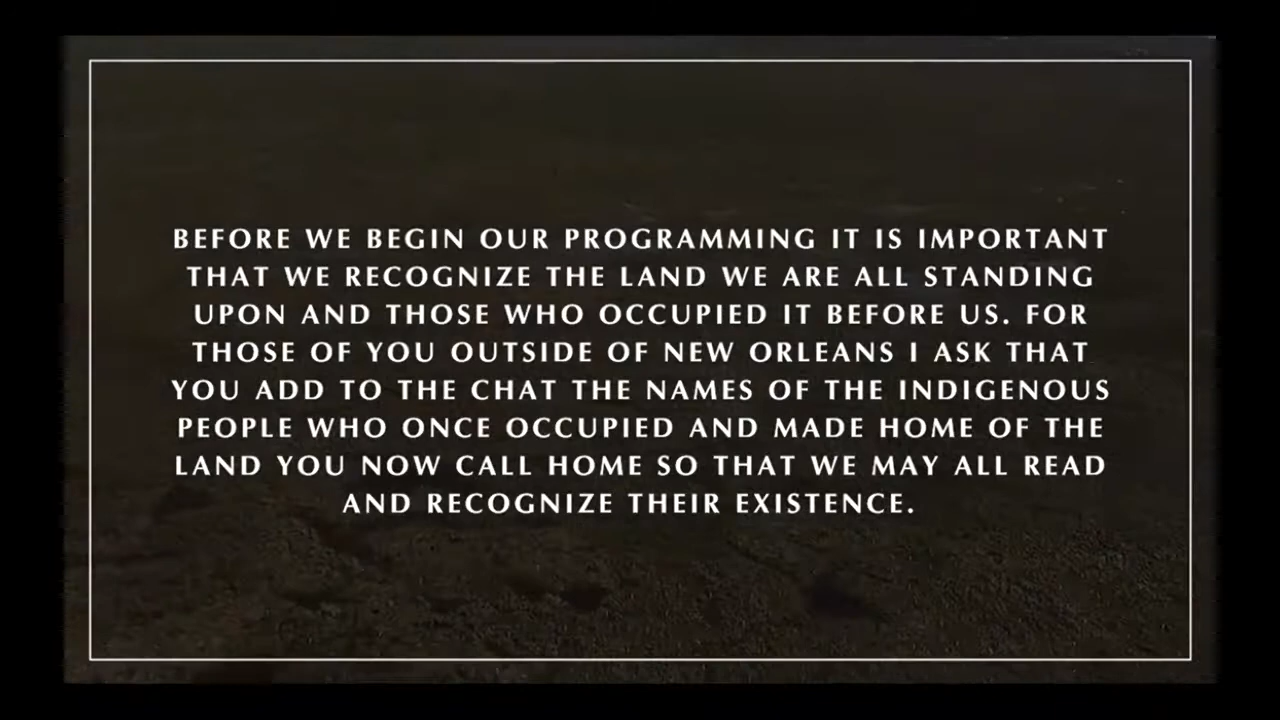 BEFORE WE BEGIN OUR PROGRAMMING IT IS IMPORTANT
THAT WE RECOGNIZE THE LAND WE ARE ALL STANDING
UPON AND THOSE WHO OCCUPIED IT BEFORE US. FOR
THOSE OF YOU OUTSIDE OF NEW ORLEANS I ASK THAT
YOU ADD TO THE CHAT THE NAMES OF THE INDIGENOUS
PEOPLE WHO ONCE OCCUPIED AND MADE HOME OF THE
LAND YOU NOW CALL HOME SO THAT WE MAY ALL READ
AND RECOGNIZE THEIR EXISTENCE.